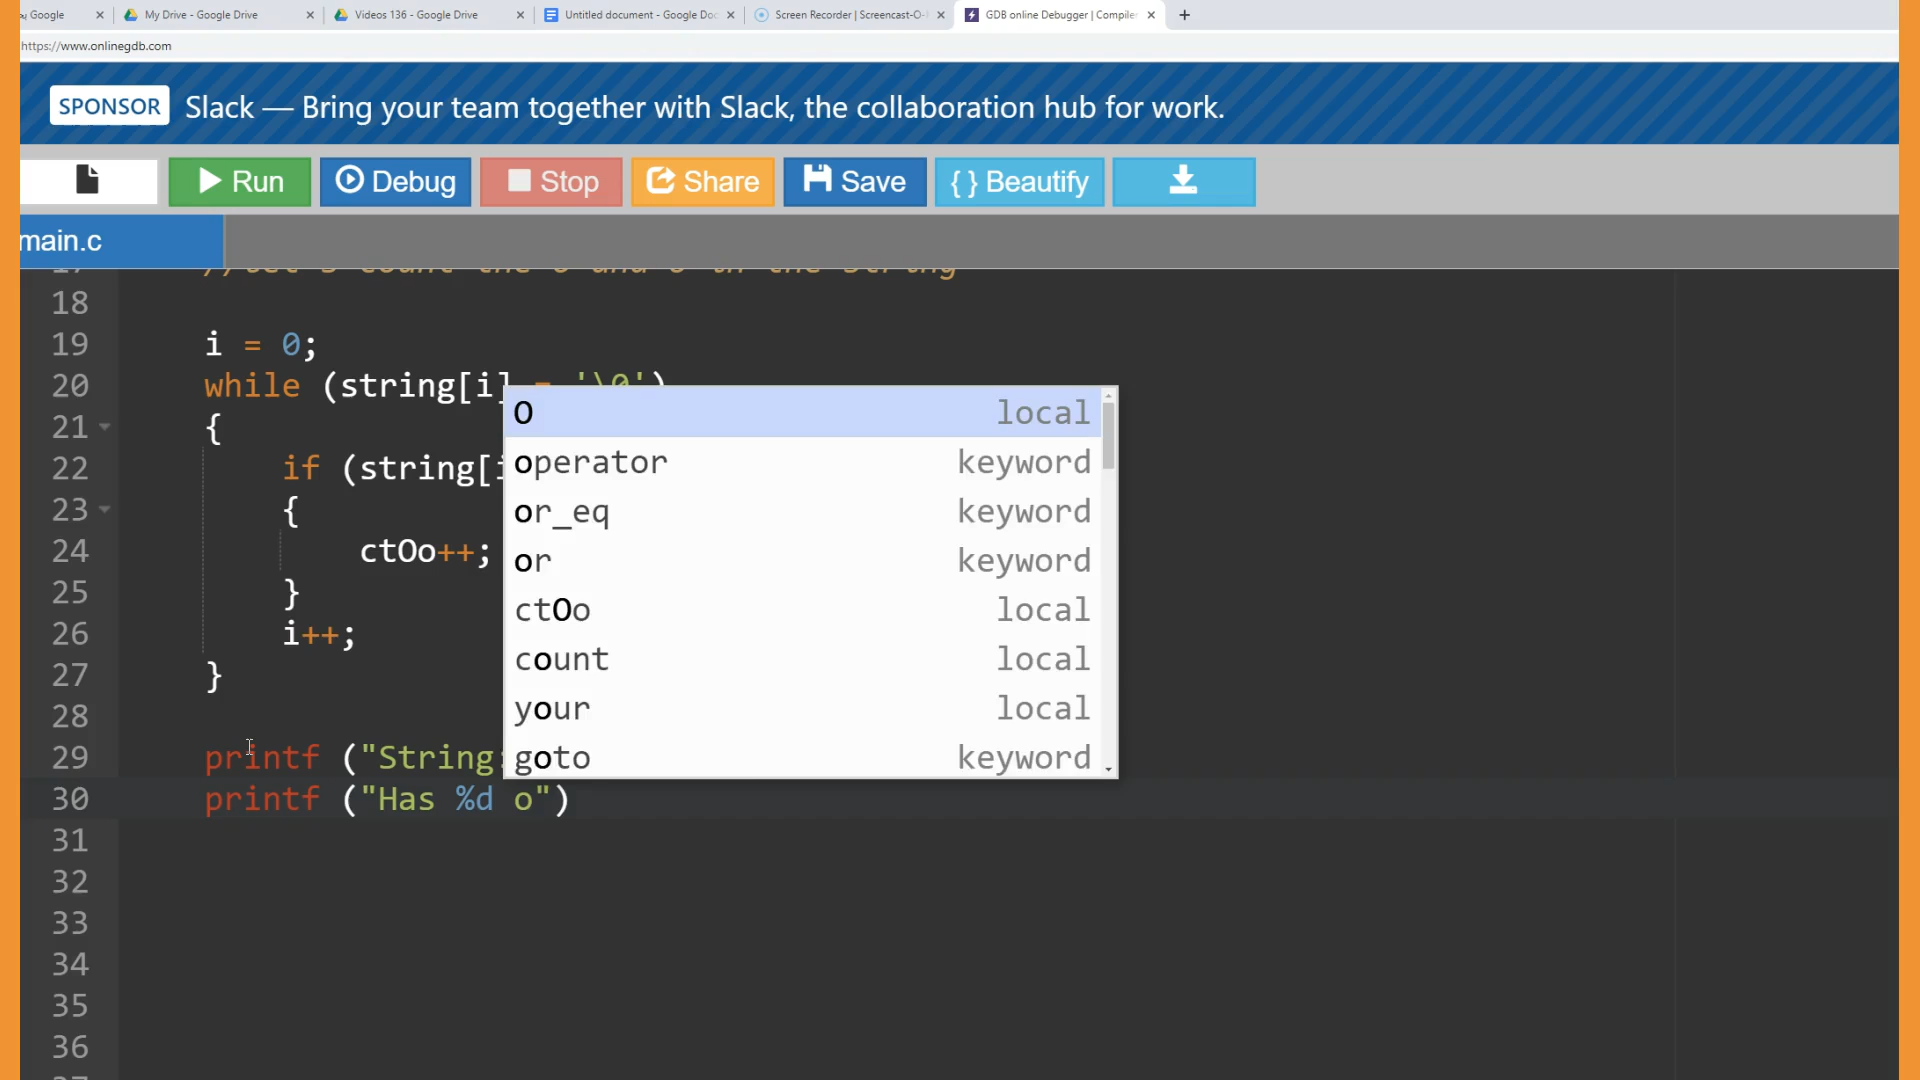 Google
My Drive - Google Drive
Videos 136 - Google Drive
Untitled document - Google Doc
Screen Recorder | Screencast-O-
GDB online Debugger | Compiler
https://www.onlinegdb.com
SPONSOR Slack — Bring your team together with Slack, the collaboration hub for work.
Run Debug Stop Share Save {} Beautify
main.c
17
18
19 i = 0;
20 while (string[i] = '\0')
21 {
22 if (string[i
23 {
24 ctOo++;
25 }
26 i++;
27 }
28
29 printf ("String:
30 printf ("Has %d o")
31
32
33
34
35
36
O local
operator keyword
or_eq keyword
or keyword
ctOo local
count local
your local
goto keyword